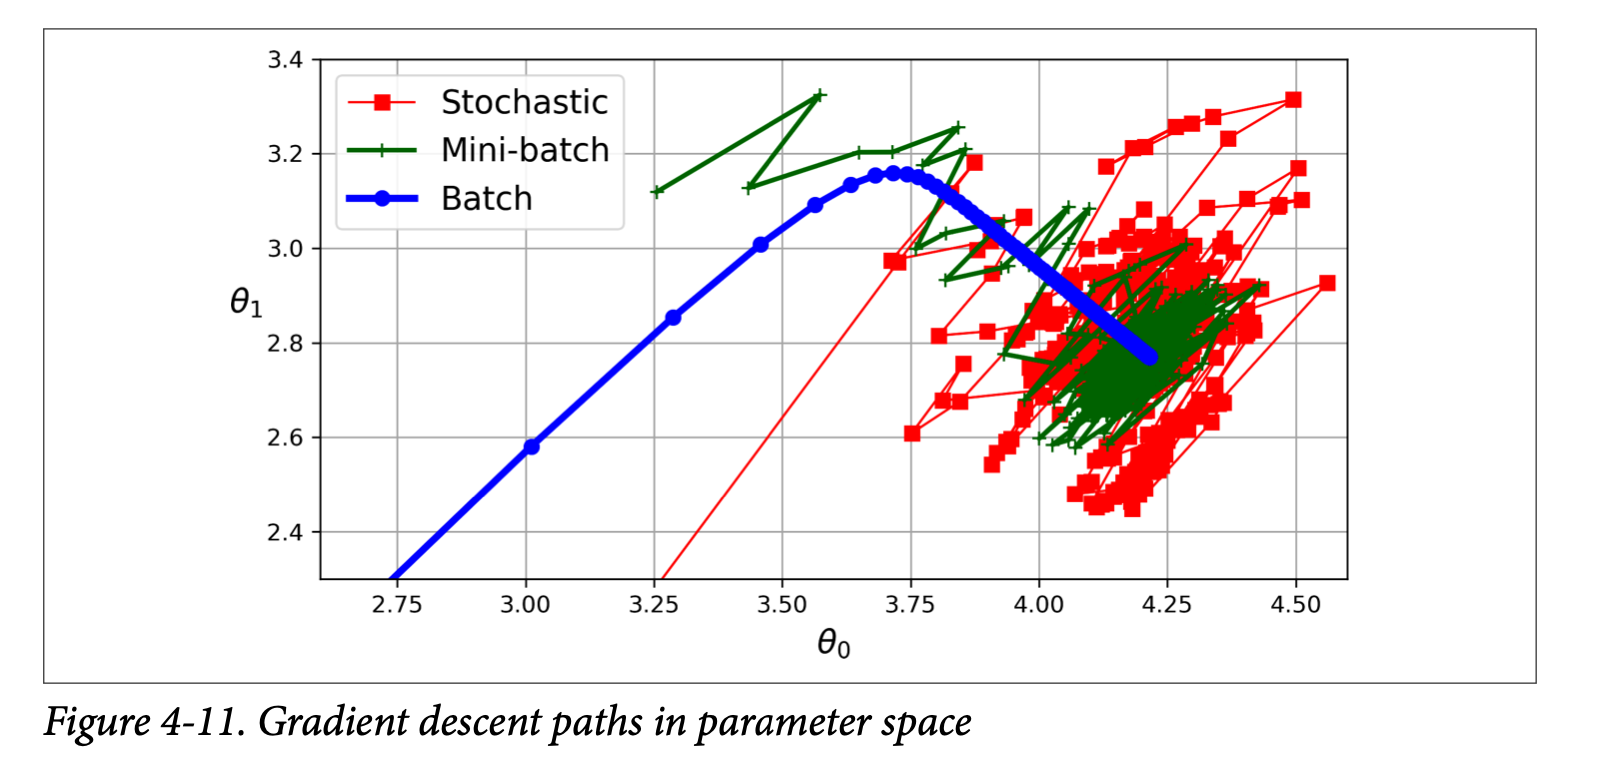 3.4
Stochastic
Mini-batch
Batch
3.2
3.0
θ1
2.8
2.6
2.4
2.75 3.00 3.25 3.50 3.75 4.00 4.25 4.50
θ0
Figure 4-11. Gradient descent paths in parameter space